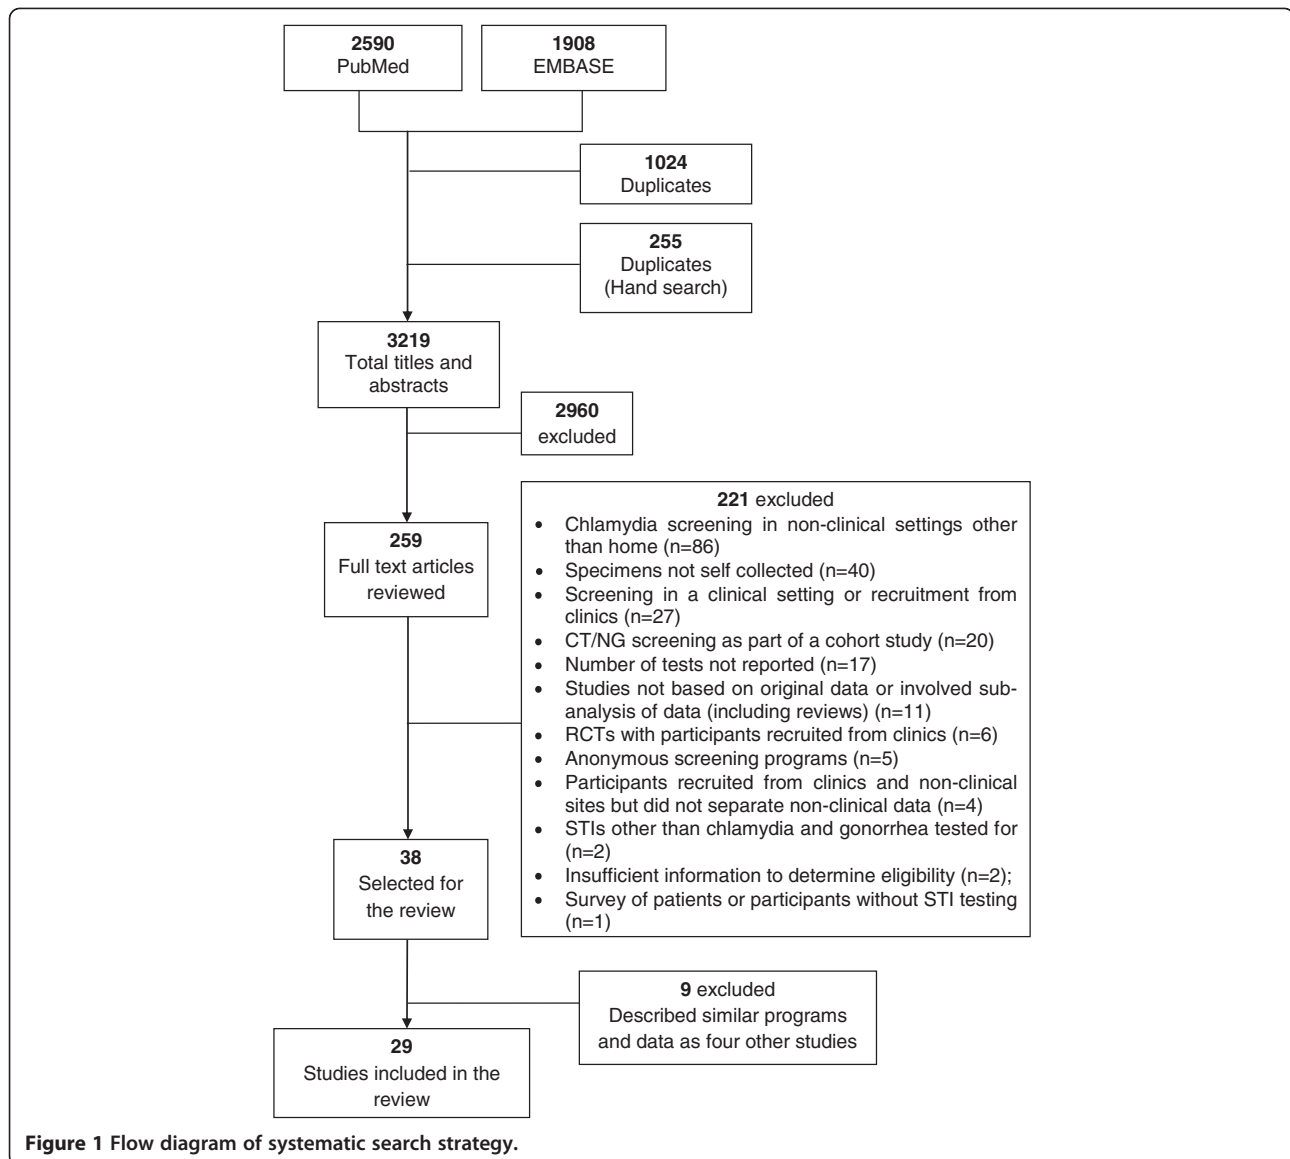 2590
PubMed
1908
EMBASE
1024
Duplicates
255
Duplicates
(Hand search)
3219
Total titles and
abstracts
2960
excluded
259
Full text articles
reviewed
221 excluded
• Chlamydia screening in non-clinical settings other
than home (n=86)
• Specimens not self collected (n=40)
• Screening in a clinical setting or recruitment from
clinics (n=27)
• CT/NG screening as part of a cohort study (n=20)
• Number of tests not reported (n=17)
• Studies not based on original data or involved sub-
analysis of data (including reviews) (n=11)
• RCTs with participants recruited from clinics (n=6)
• Anonymous screening programs (n=5)
• Participants recruited from clinics and non-clinical
sites but did not separate non-clinical data (n=4)
• STIs other than chlamydia and gonorrhea tested for
(n=2)
• Insufficient information to determine eligibility (n=2);
• Survey of patients or participants without STI testing
(n=1)
38
Selected for
the review
9 excluded
Described similar programs
and data as four other studies
29
Studies included in the
review
Figure 1 Flow diagram of systematic search strategy.